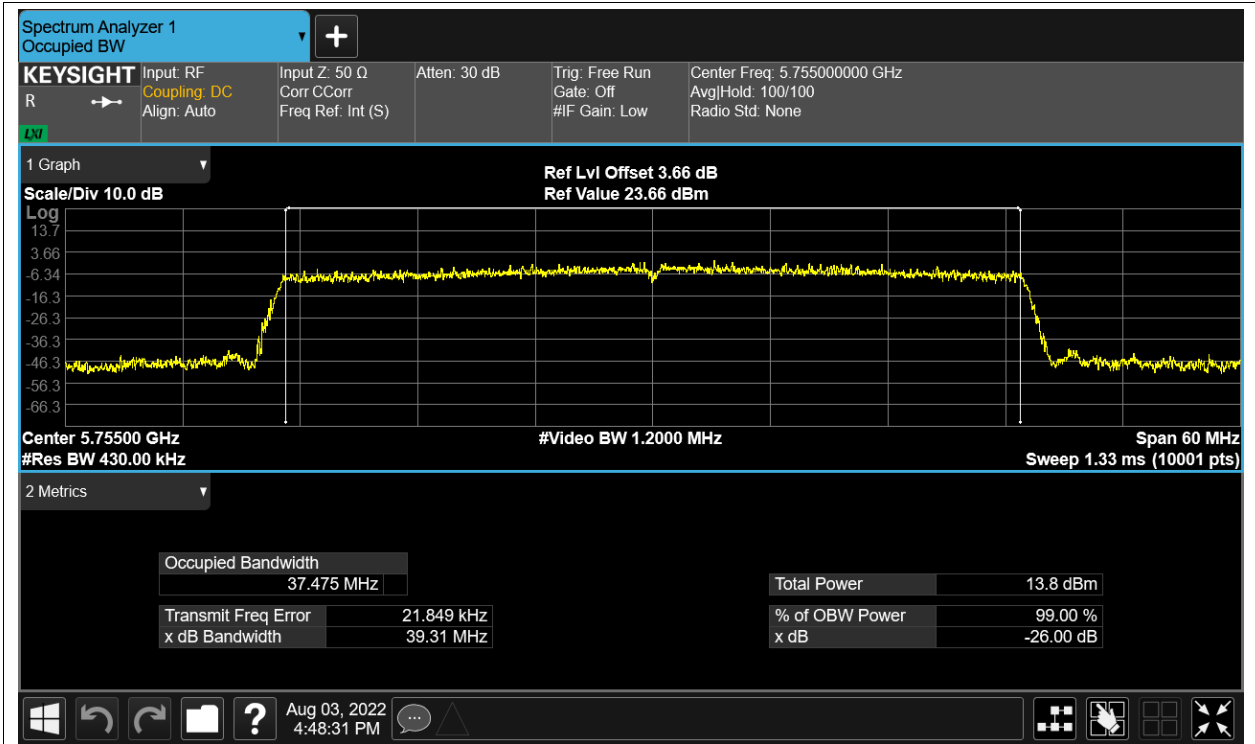 Spectrum Analyzer 1
Occupied BW
KEYSIGHT
R
LXI
Input: RF
Coupling: DC
Align: Auto
Input Z: 50 Ω
Corr CCorr
Freq Ref: Int (S)
Atten: 30 dB
Trig: Free Run
Gate: Off
#IF Gain: Low
Center Freq: 5.755000000 GHz
Avg|Hold: 100/100
Radio Std: None
1 Graph
Scale/Div 10.0 dB
Ref Lvl Offset 3.66 dB
Ref Value 23.66 dBm
Log
13.7
3.66
-6.34
-16.3
-26.3
-36.3
-46.3
-56.3
-66.3
Center 5.75500 GHz
#Video BW 1.2000 MHz
Span 60 MHz
#Res BW 430.00 kHz
Sweep 1.33 ms (10001 pts)
2 Metrics
Occupied Bandwidth
37.475 MHz
Transmit Freq Error 21.849 kHz
x dB Bandwidth 39.31 MHz
Total Power 13.8 dBm
% of OBW Power 99.00 %
x dB -26.00 dB
Aug 03, 2022
4:48:31 PM